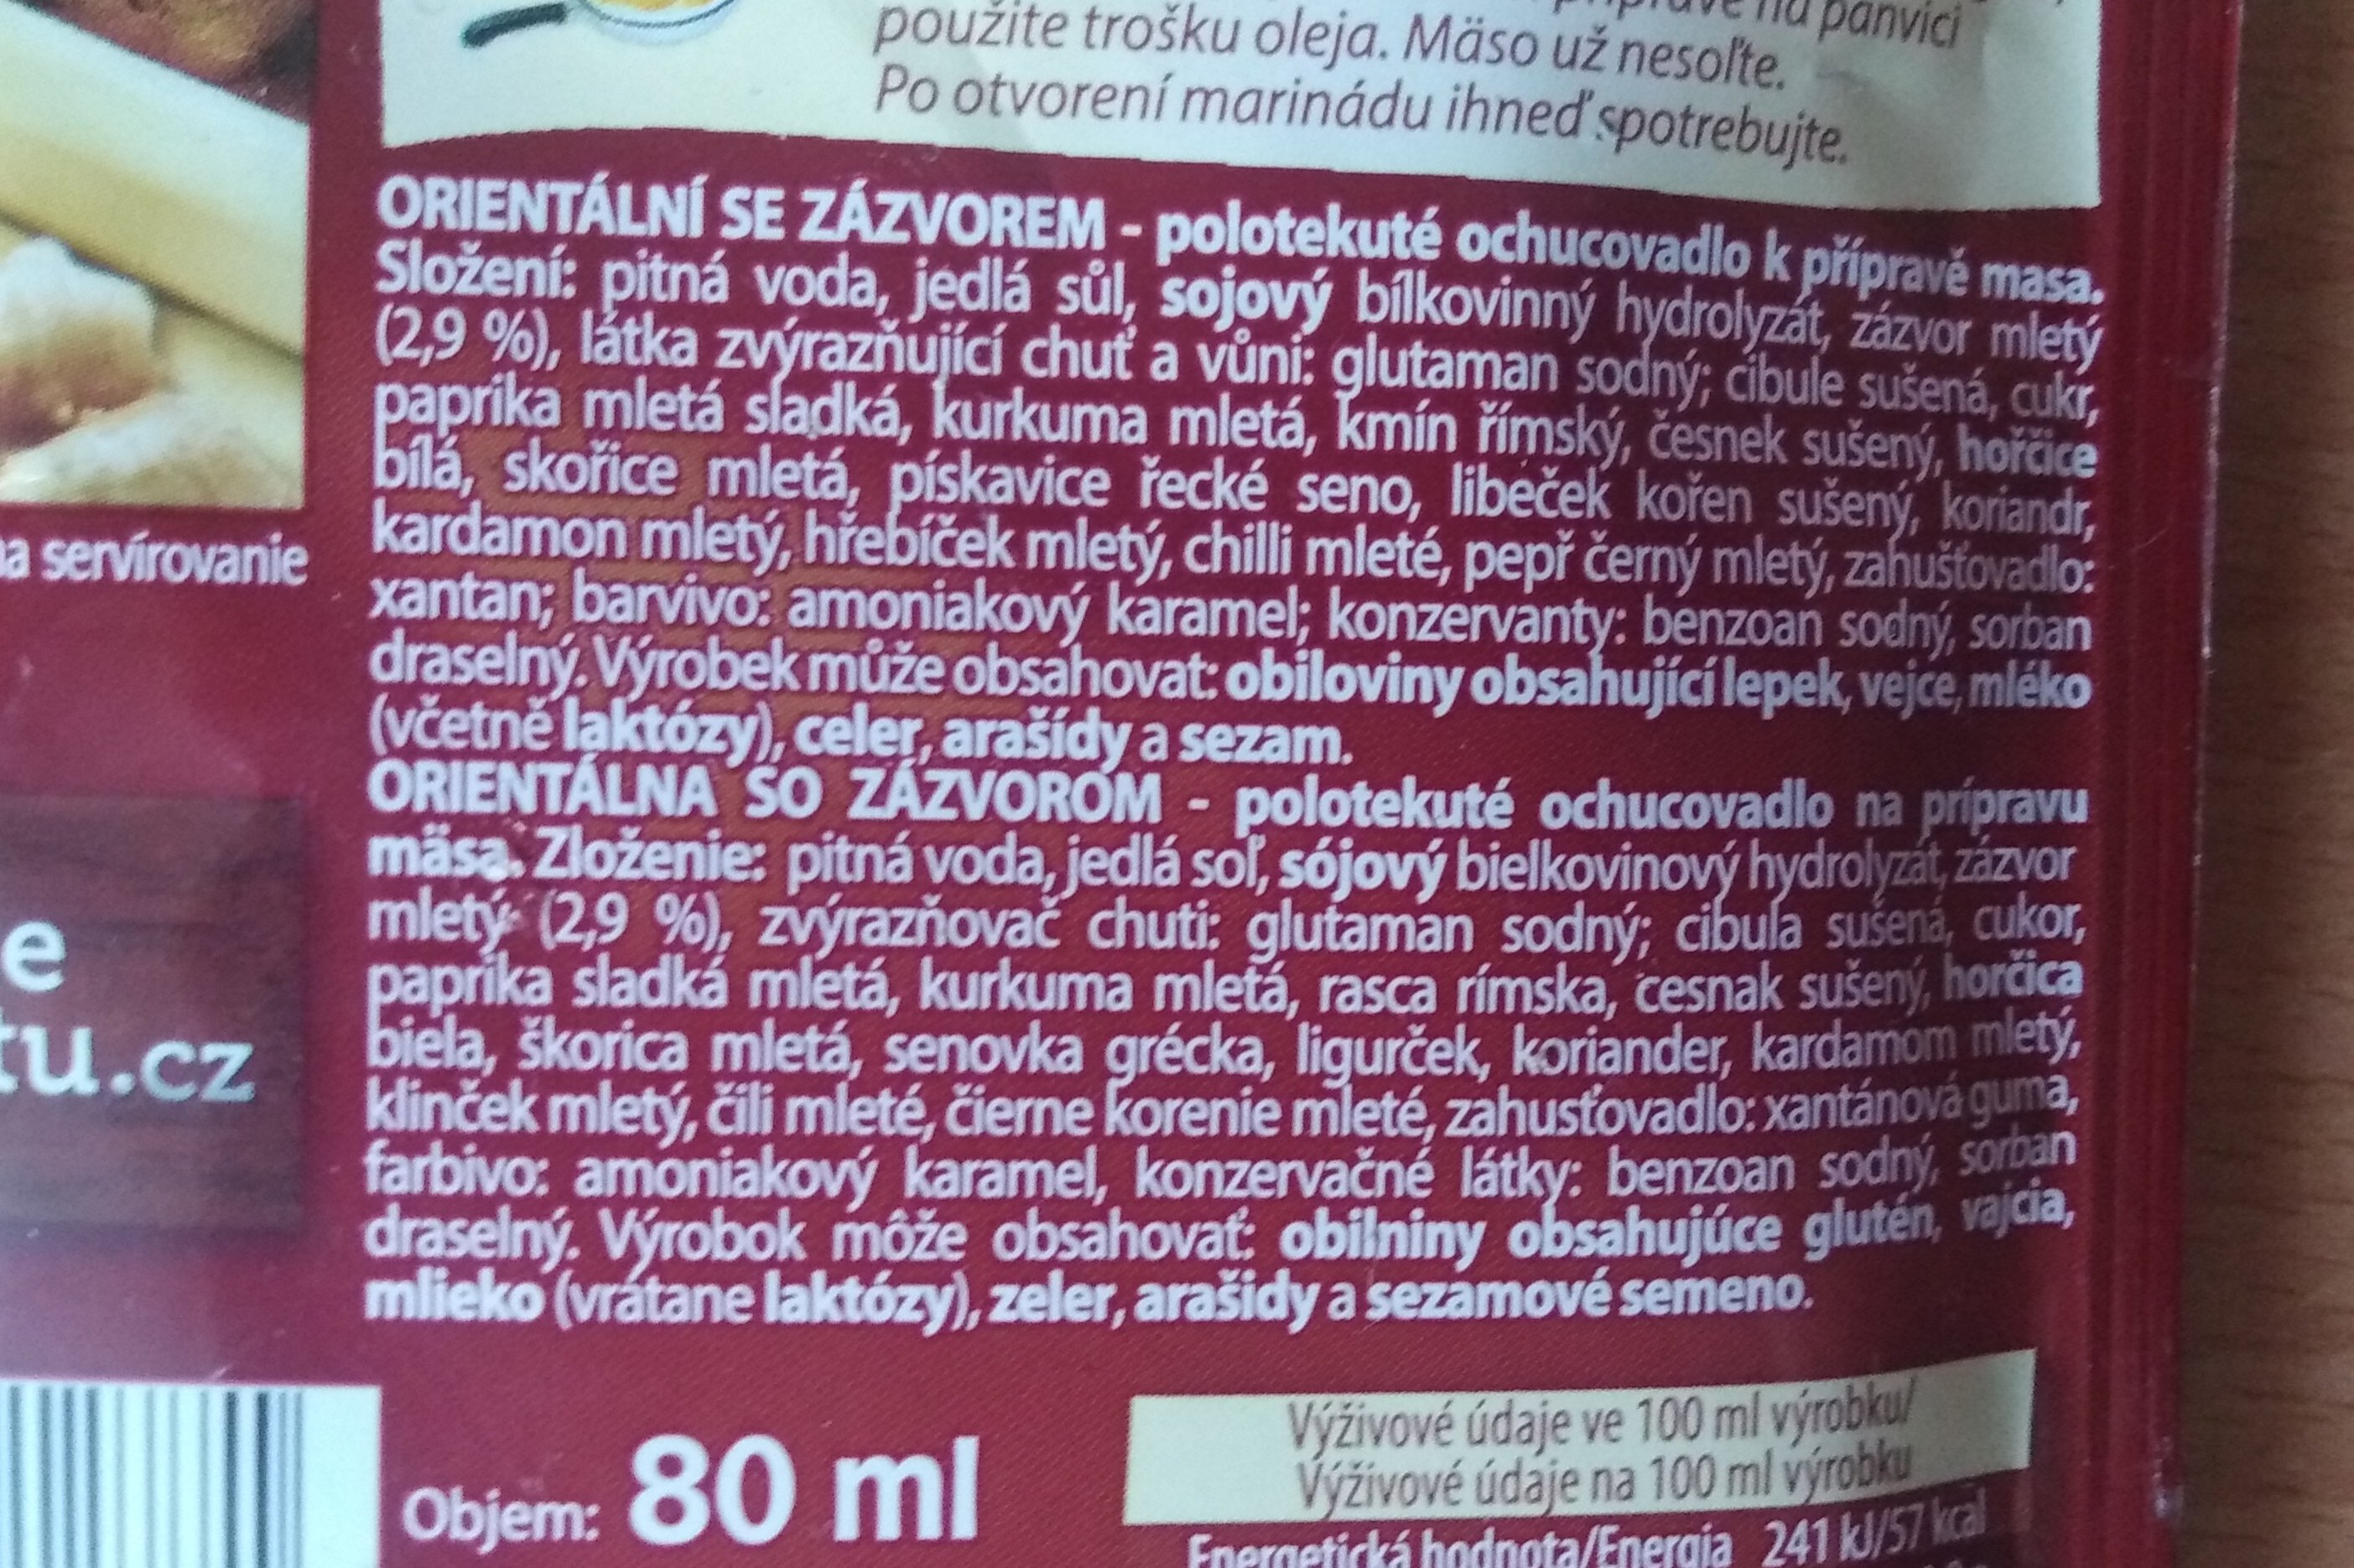 na panvici
použite trošku oleja. Mäso už nesoľte.
Po otvorení marinádu ihneď spotrebujte.
ORIENTÁLNÍ SE ZÁZVOREM - polotekuté ochucovadlo k přípravě masa.
Složení: pitná voda, jedlá sůl, sojový bílkovinný hydrolyzát, zázvor mletý
(2,9 %), látka zvýrazňující chuť a vůni: glutaman sodný; cibule sušená, cukr,
paprika mletá sladká, kurkuma mletá, kmín římský, česnek sušený, hořčice
bílá, skořice mletá, pískavice řecké seno, libeček kořen sušený, koriandr,
kardamon mletý, hřebíček mletý, chilli mleté, pepř černý mletý, zahušťovadlo:
xantan; barvivo: amoniakový karamel; konzervanty: benzoan sodný, sorban
draselný. Výrobek může obsahovat: obiloviny obsahující lepek, vejce, mléko
(včetně laktózy), celer, arašídy a sezam.
ORIENTÁLNA SO ZÁZVOROM - polotekuté ochucovadlo na prípravu
mäsa. Zloženie: pitná voda, jedlá soľ, sójový bielkovinový hydrolyzát, zázvor
mletý (2,9 %), zvýrazňovač chuti: glutaman sodný; cibuľa sušená, cukor,
paprika sladká mletá, kurkuma mletá, rasca rímska, cesnak sušený, horčica
biela, škorica mletá, senovka grécka, ligurček, koriander, kardamom mletý,
klinček mletý, čili mleté, čierne korenie mleté, zahusťovadlo: xantánová guma,
farbivo: amoniakový karamel, konzervačné látky: benzoan sodný, sorban
draselný. Výrobok môže obsahovať: obilniny obsahujúce glutén, vajcia,
mlieko (vrátane laktózy), zeler, arašidy a sezamové semeno.
na servírovanie
e
tu.cz
Objem: 80 ml
Výživové údaje ve 100 ml výrobku/
Výživové údaje na 100 ml výrobku
Energetická hodnota/Energia 241 kJ/57 kcal